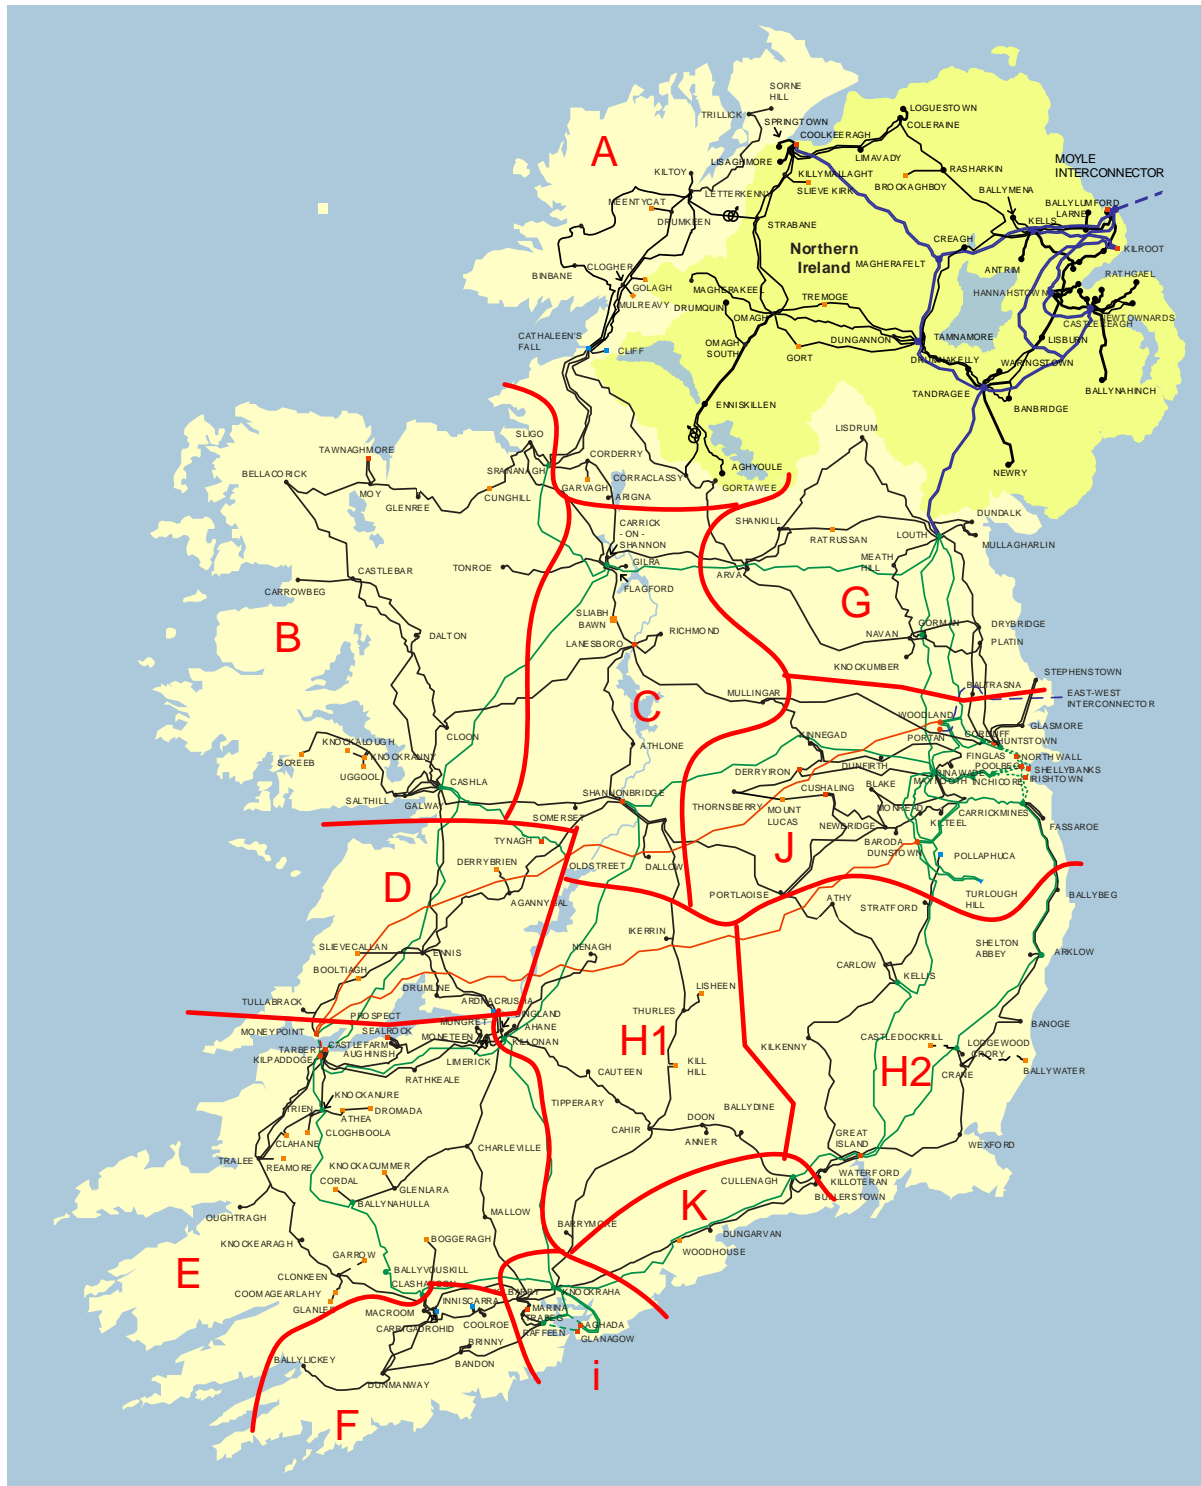 SORNE
HILL
TRILLICK
SPRINGTOWN
COOLKEERAGH
LOGUESTOWN
COLERAINE
A
LISAGHMORE
LIMAVADY
MOYLE
INTERCONNECTOR
KILTOY
KILLYMALLAGHT
SLIEVE KIRK
RASHARKIN
BROCKAGHBOY
BALLYMENA
LETTERKENNY
MEENTYCAT
DRUMKEEN
STRABANE
BALLYLUMFORD
LARNE
KELLS
Northern
Ireland
CREAGH
KILROOT
MAGHERAFELT
ANTRIM
RATHGAEL
BINBANE
CLOGHER
GOLAGH
MULREAVY
MAGHERAKEEL
DRUMQUIN
TREMOGE
HANNAHSTOWN
NEWTOWNARDS
CASTLEREAGH
OMAGH
CATHALEEN'S
FALL
CLIFF
OMAGH
SOUTH
GORT
DUNGANNON
TAMNAMORE
LISBURN
DRUMNAKELLY
WARINGSTOWN
TANDRAGEE
BALLYNAHINCH
BANBRIDGE
ENNISKILLEN
LISDRUM
SLIGO
TAWNAGHMORE
CORDERRY
SRANANAGH
AGHYOULE
BELLACORICK
CORRACLASSY
NEWRY
GARVAGH
GORTAWEE
MOY
CUNGHILL
ARIGNA
GLENREE
DUNDALK
CARRICK
- ON -
SHANNON
SHANKILL
RATRUSSAN
LOUTH
MULLAGHARLIN
TONROE
GILRA
MEATH
HILL
CASTLEBAR
ARVA
CARROWBEG
FLAGFORD
G
SLIABH
BAWN
GORMAN
DRYBRIDGE
B
DALTON
RICHMOND
NAVAN
PLATIN
LANESBORO
KNOCKUMBER
STEPHENSTOWN
BALTRASNA
MULLINGAR
EAST-WEST
INTERCONNECTOR
C
WOODLAND
GLASMORE
CLOON
PORTAN
CORDUFF
KNOCKALOUGH
ATHLONE
KINNEGAD
HUNTSTOWN
SCREEB
KNOCKRANNY
FINGLAS
NORTH WALL
DUNFIRTH
POOLBEG
SHELLYBANKS
UGGOOL
DERRYIRON
CASHLA
MAYNOOTH
INCHICORE
IRISHTOWN
BLAKE
SALTHILL
GALWAY
SHANNONBRIDGE
THORNSBERRY
CUSHALING
MOUNT
LUCAS
MONREAD
CARRICKMINES
SOMERSET
NEWBRIDGE
KILTEEL
FASSAROE
TYNAGH
BARODA
J
DUNSTOWN
POLLAPHUCA
DERRYBRIEN
OLDSTREET
DALLOW
D
PORTLAOISE
TURLOUGH
HILL
BALLYBEG
AGANNYGAL
ATHY
STRATFORD
IKERRIN
SHELTON
ABBEY
SLIEVECALLAN
ENNIS
NENAGH
ARKLOW
BOOLTIAGH
CARLOW
KELLIS
DRUMLINE
LISHEEN
TULLABRACK
ARDNACRUSHA
PROSPECT
SINGLAND
THURLES
BANOGE
MONEYPOINT
SEALROCK
MUNGRET
AHANE
H1
CASTLEDOCKRILL
TARBERT
CASTLEFARM
MONETEEN
KILLONAN
KILKENNY
LODGEWOOD
KILPADDOGE
AUGHINISH
LIMERICK
KILL
HILL
CRORY
H2
CRANE
BALLYWATER
RATHKEALE
CAUTEEN
KNOCKANURE
TRIEN
DROMADA
ATHEA
TIPPERARY
BALLYDINE
CLOGHBOOLA
DOON
CLAHANE
CAHIR
ANNER
GREAT
ISLAND
WEXFORD
CHARLEVILLE
TRALEE
REAMORE
KNOCKACUMMER
WATERFORD
CORDAL
CULLENAGH
KILLOTERAN
GLENLARA
BUTLERSTOWN
BALLYNAHULLA
OUGHTRAGH
MALLOW
K
BARRYMORE
DUNGARVAN
KNOCKEARAGH
BOGGERAGH
WOODHOUSE
GARROW
E
CLONKEEN
BALLYVOUSKILL
CLASHAVOON
COOMAGEARLAHY
KNOCKRAHA
GLANLEE
INNISCARRA
MARINA
MACROOM
TRABEG
AGHADA
CARRIGADROHID
COOLROE
RAFFEEN
GLANAGOW
BRINNY
BALLYLICKEY
BANDON
i
DUNMANWAY
F